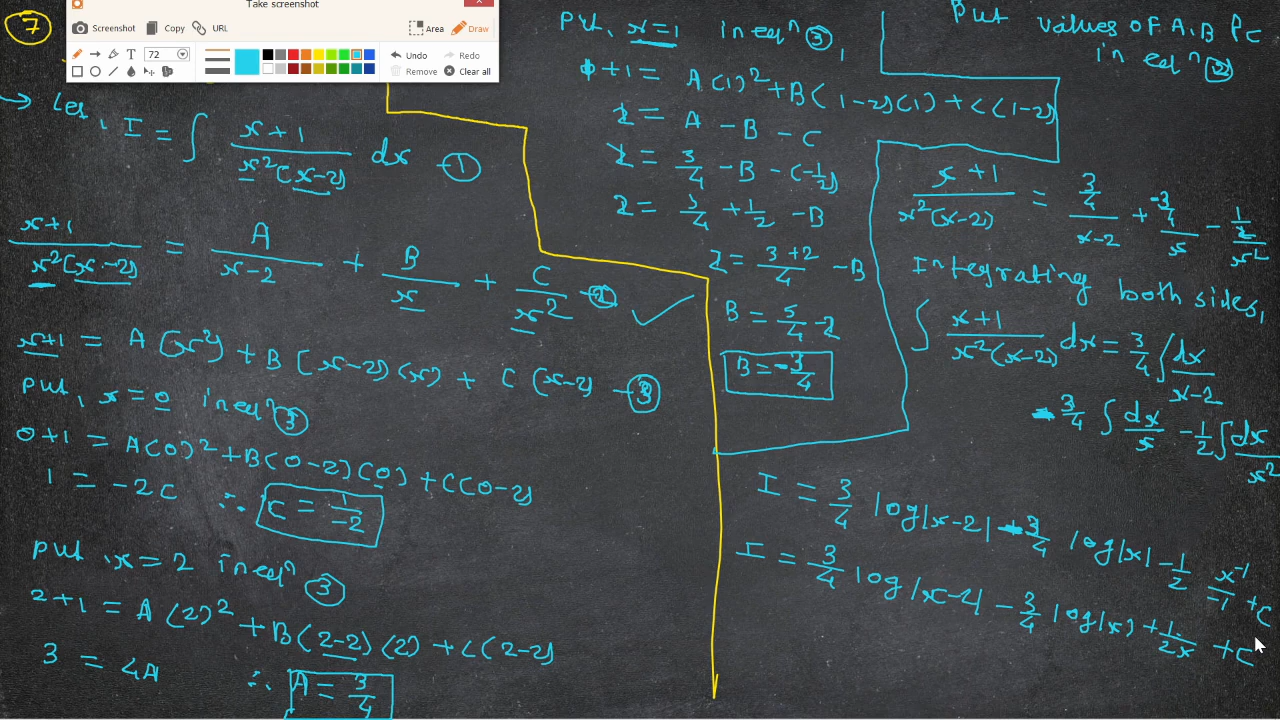 Take screenshot
Screenshot Copy URL Area Draw
T 72 Undo Redo
Remove Clear all
7
→ Let, I = ∫ x+1 / x²(x-2) dx — 1
x+1 / x²(x-2) = A / x-2 + B / x + C / x² — 2 ✓
x+1 = A (x²) + B (x-2)(x) + C (x-2) — 3
put, x = 0 in eqn 3
0+1 = A(0)² + B(0-2)(0) + C(0-2)
1 = -2C ∴ C = 1/-2
put, x = 2 in eqn 3
2+1 = A(2)² + B(2-2)(2) + C(2-2)
3 = 4A ∴ A = 3/4
Put, x=1 in eqn 3,
1+1 = A(1)² + B(1-2)(1) + C(1-2)
2 = A - B - C
2 = 3/4 - B - (-1/2)
2 = 3/4 + 1/2 - B
2 = 3+2 / 4 - B
B = 5/4 - 2
B = -3/4
Put values of A, B & C
in eqn 2
x+1 / x²(x-2) = 3/4 / x-2 + -3/4 / x - 1/2 / x²
Integrating both sides,
∫ x+1 / x²(x-2) dx = 3/4 ∫ dx / x-2
- 3/4 ∫ dx/x - 1/2 ∫ dx / x²
I = 3/4 log|x-2| - 3/4 log|x| - 1/2 x⁻¹/-1 + C
I = 3/4 log|x-2| - 3/4 log|x| + 1/2x + C